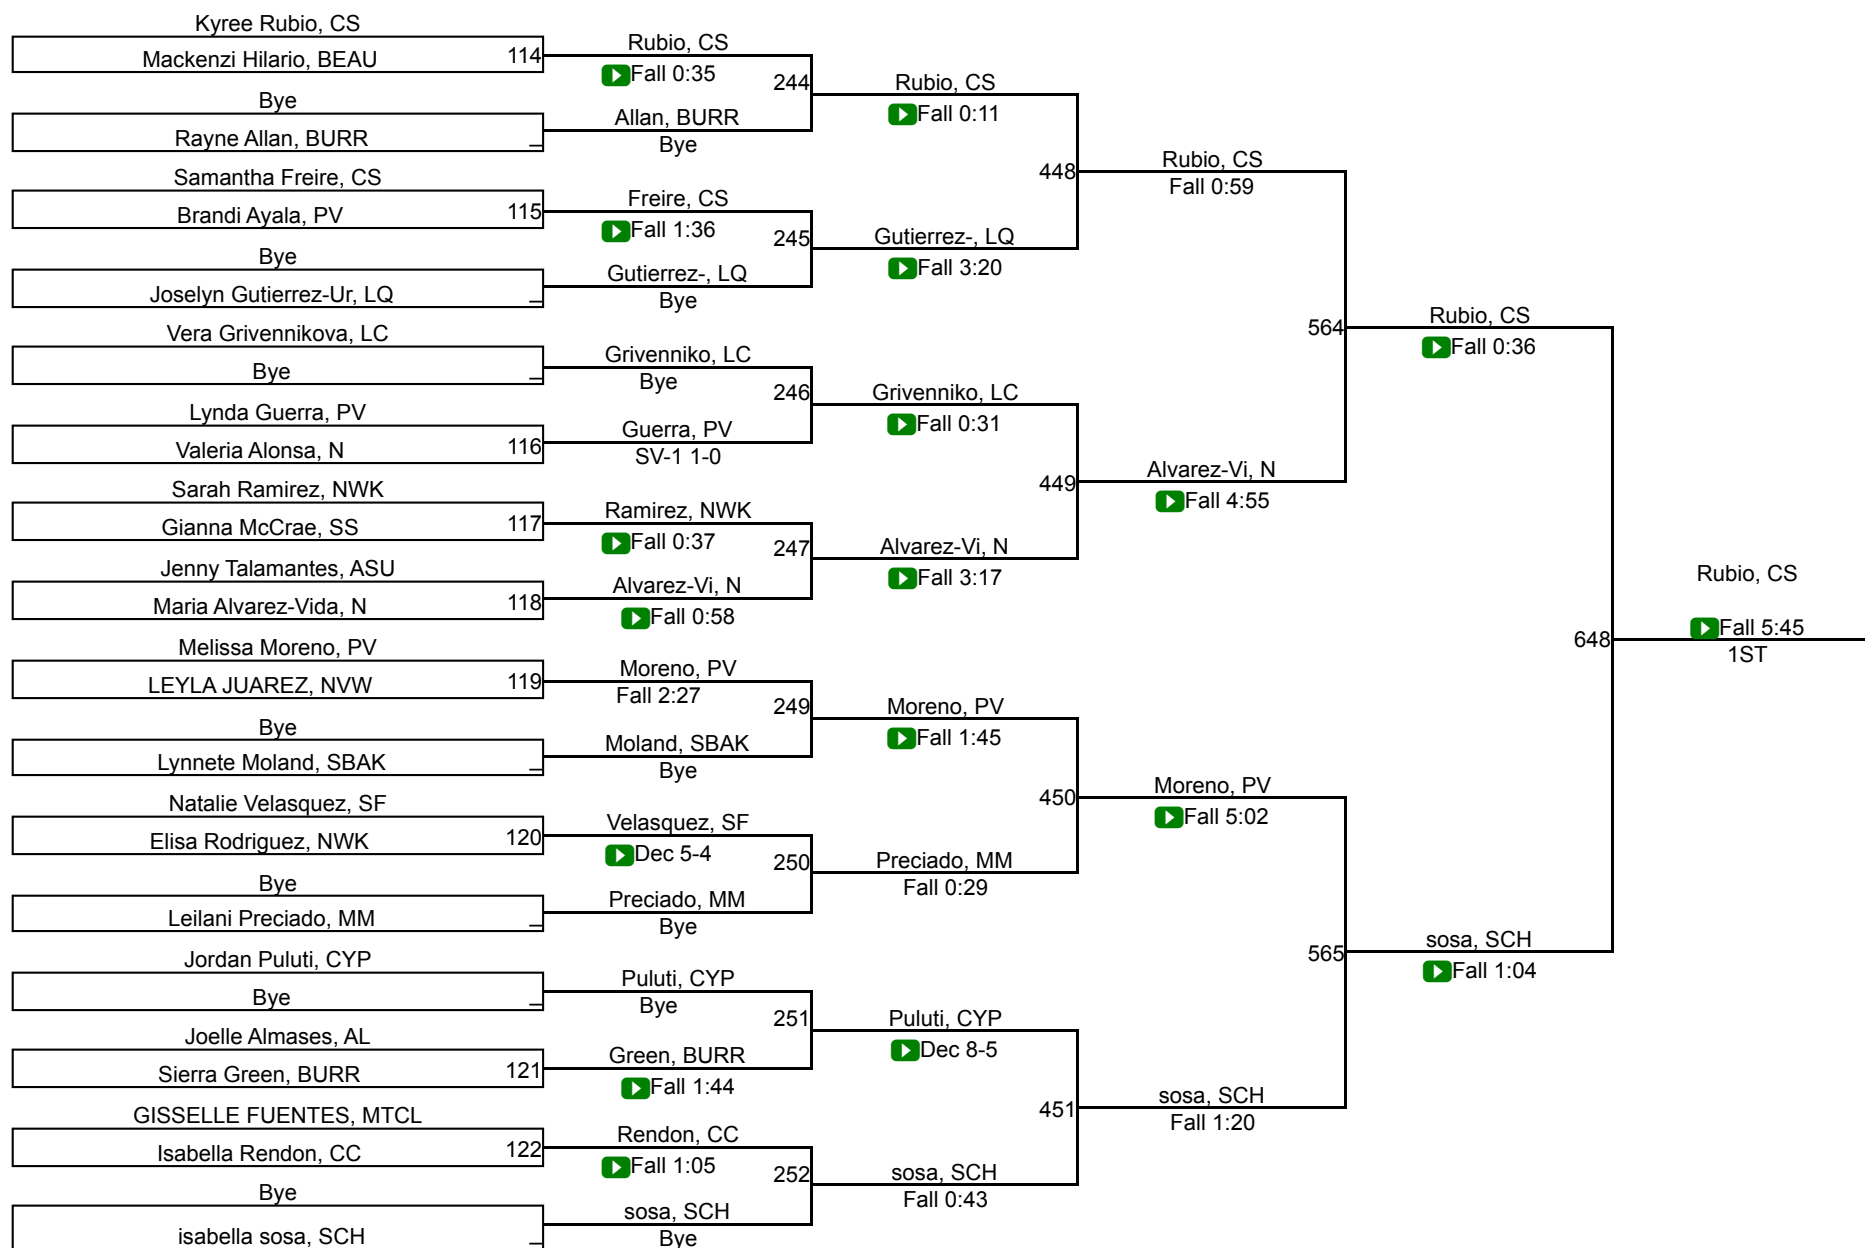 Kyree Rubio, CS
Mackenzi Hilario, BEAU 114
Bye
Rayne Allan, BURR _
Samantha Freire, CS
Brandi Ayala, PV 115
Bye
Joselyn Gutierrez-Ur, LQ _
Vera Grivennikova, LC
Bye _
Lynda Guerra, PV
Valeria Alonsa, N 116
Sarah Ramirez, NWK
Gianna McCrae, SS 117
Jenny Talamantes, ASU
Maria Alvarez-Vida, N 118
Melissa Moreno, PV
LEYLA JUAREZ, NVW 119
Bye
Lynnete Moland, SBAK _
Natalie Velasquez, SF
Elisa Rodriguez, NWK 120
Bye
Leilani Preciado, MM _
Jordan Puluti, CYP
Bye _
Joelle Almases, AL
Sierra Green, BURR 121
GISSELLE FUENTES, MTCL
Isabella Rendon, CC 122
Bye
isabella sosa, SCH _
Rubio, CS
Fall 0:35
244
Allan, BURR
Bye
Freire, CS
Fall 1:36
245
Gutierrez-, LQ
Bye
Grivenniko, LC
Bye
246
Guerra, PV
SV-1 1-0
Ramirez, NWK
Fall 0:37
247
Alvarez-Vi, N
Fall 0:58
Moreno, PV
Fall 2:27
249
Moland, SBAK
Bye
Velasquez, SF
Dec 5-4
250
Preciado, MM
Bye
Puluti, CYP
Bye
251
Green, BURR
Fall 1:44
Rendon, CC
Fall 1:05
252
sosa, SCH
Bye
Rubio, CS
Fall 0:11
448
Gutierrez-, LQ
Fall 3:20
Grivenniko, LC
Fall 0:31
449
Alvarez-Vi, N
Fall 3:17
Moreno, PV
Fall 1:45
450
Preciado, MM
Fall 0:29
Puluti, CYP
Dec 8-5
451
sosa, SCH
Fall 0:43
Rubio, CS
Fall 0:59
564
Alvarez-Vi, N
Fall 4:55
Moreno, PV
Fall 5:02
565
sosa, SCH
Fall 1:20
Rubio, CS
Fall 0:36
648
sosa, SCH
Fall 1:04
Rubio, CS
Fall 5:45
1ST